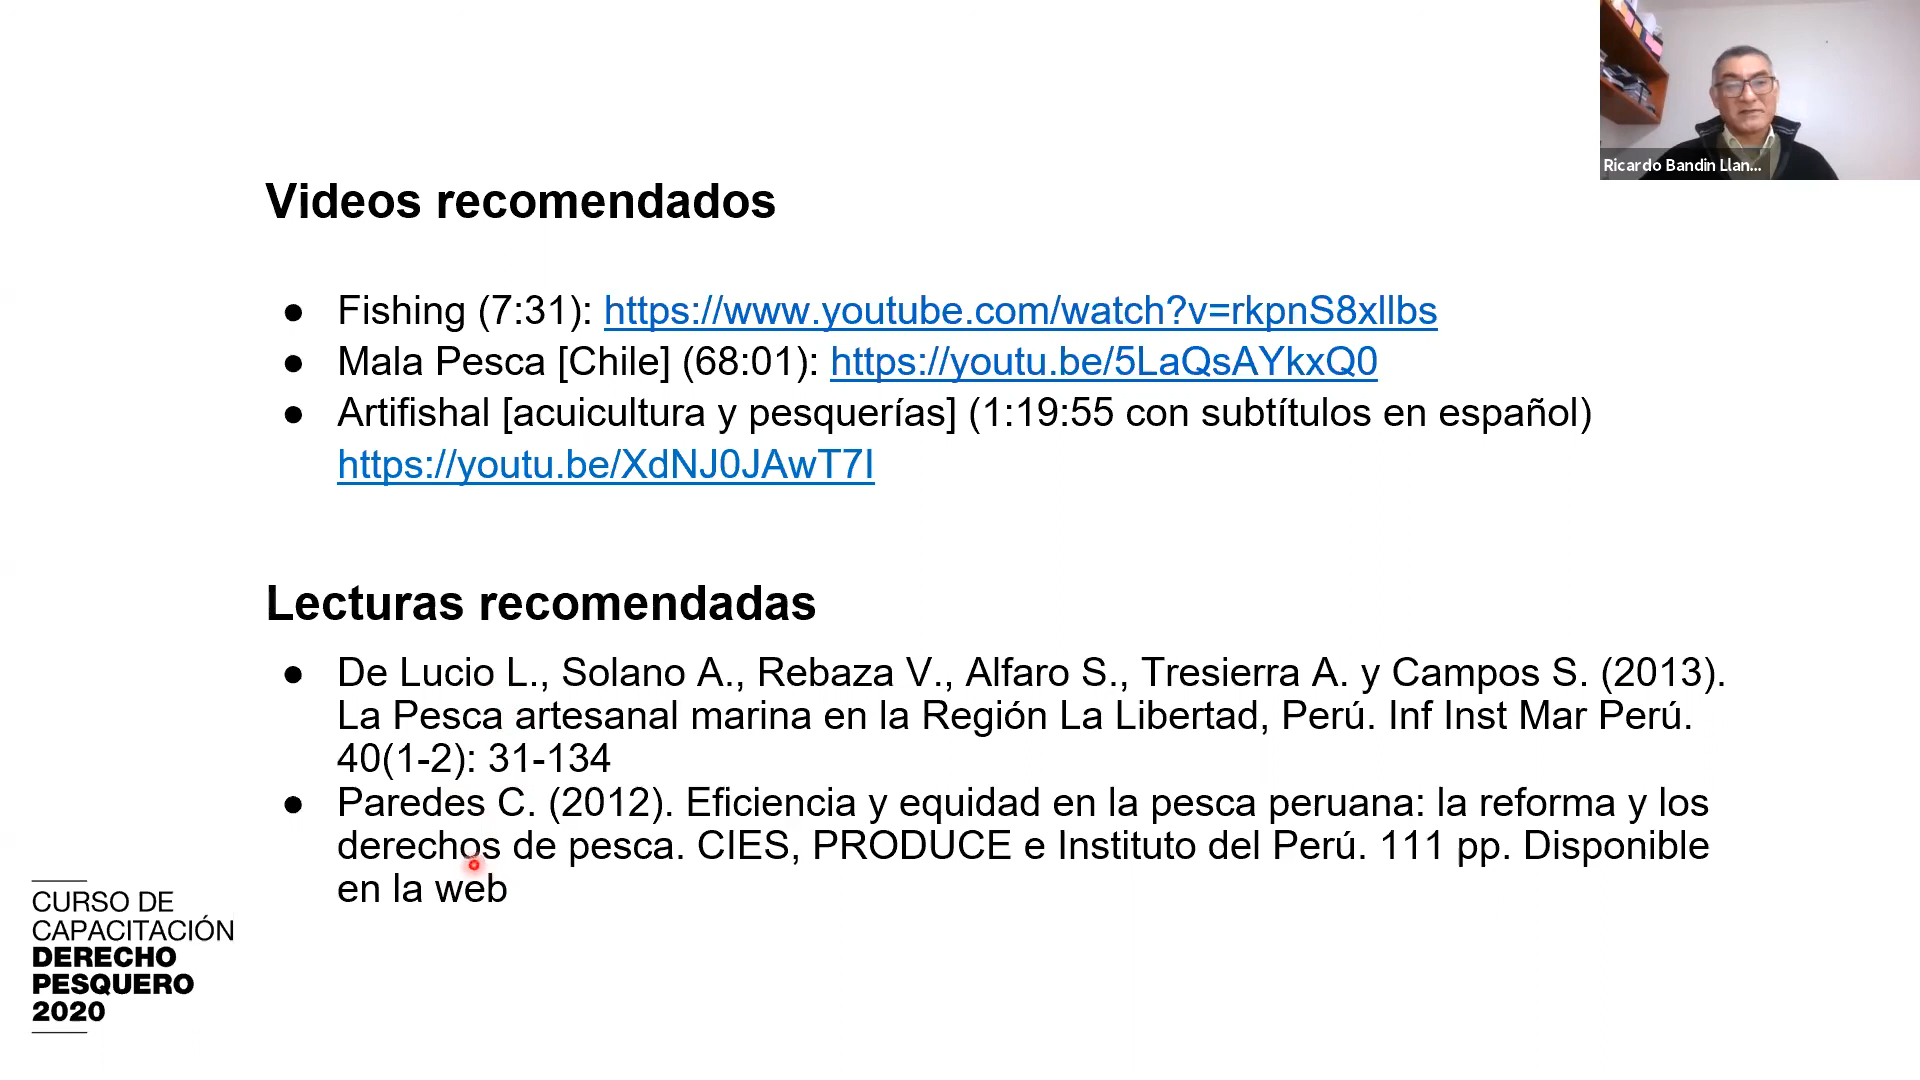 Ricardo Bandin Llan...
Videos recomendados
● Fishing (7:31): https://www.youtube.com/watch?v=rkpnS8xllbs
● Mala Pesca [Chile] (68:01): https://youtu.be/5LaQsAYkxQ0
● Artifishal [acuicultura y pesquerías] (1:19:55 con subtítulos en español)
https://youtu.be/XdNJ0JAwT7I
Lecturas recomendadas
● De Lucio L., Solano A., Rebaza V., Alfaro S., Tresierra A. y Campos S. (2013).
La Pesca artesanal marina en la Región La Libertad, Perú. Inf Inst Mar Perú.
40(1-2): 31-134
● Paredes C. (2012). Eficiencia y equidad en la pesca peruana: la reforma y los
derechos de pesca. CIES, PRODUCE e Instituto del Perú. 111 pp. Disponible
en la web
CURSO DE
CAPACITACIÓN
DERECHO
PESQUERO
2020